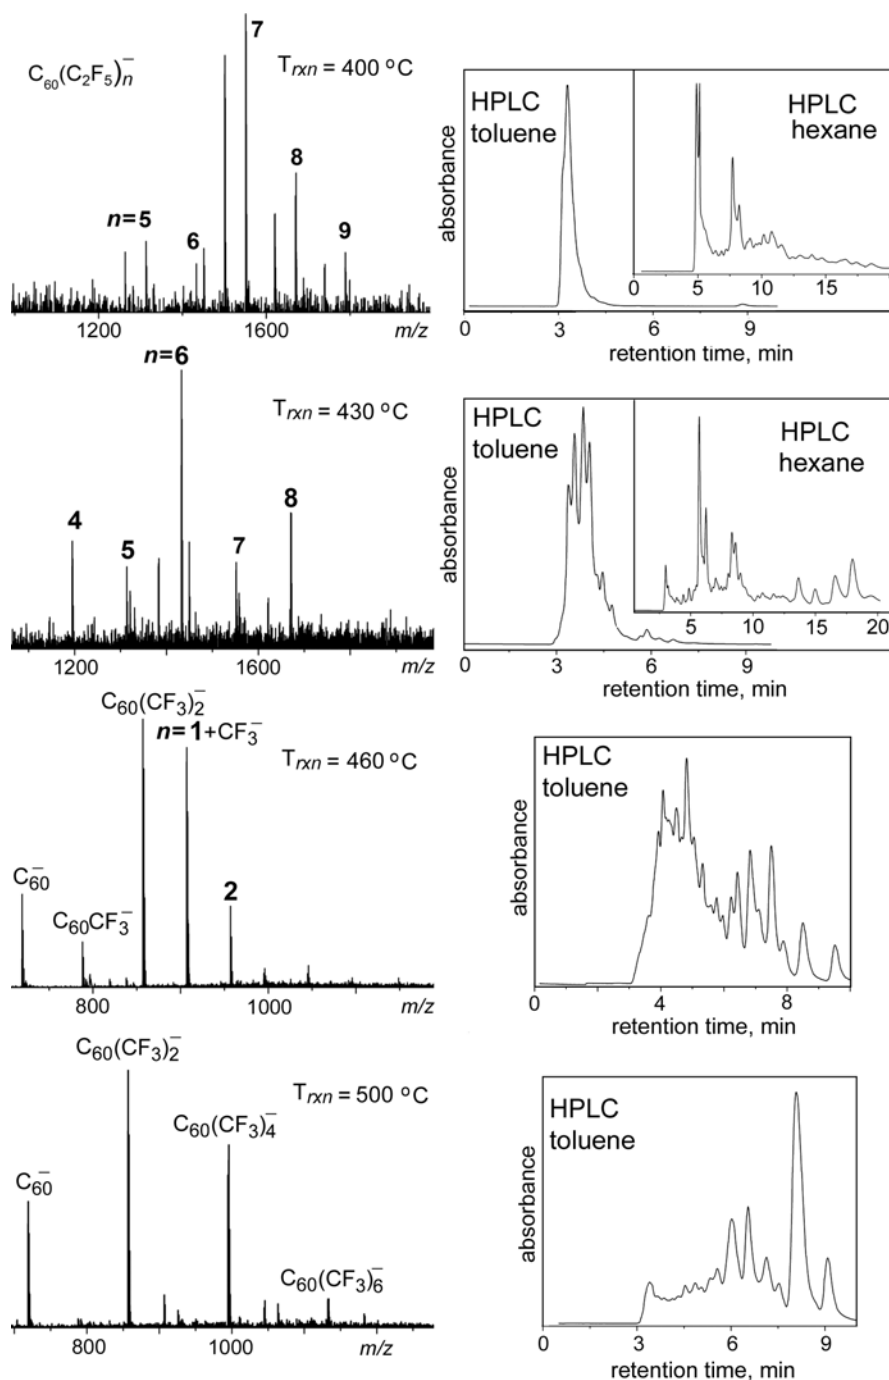 7
C₆₀(C₂F₅)ₙ⁻
Tᵣₓₙ = 400 °C
8
n=5
6
9
1200
1600
m/z
HPLC
toluene
HPLC
hexane
absorbance
0
5
10
15
0
3
6
9
retention time, min
n=6
Tᵣₓₙ = 430 °C
4
8
5
7
1200
1600
m/z
HPLC
toluene
HPLC
hexane
absorbance
5
10
15
20
0
3
6
9
retention time, min
C₆₀(CF₃)₂⁻
n=1+CF₃⁻
Tᵣₓₙ = 460 °C
C₆₀⁻
C₆₀CF₃⁻
2
800
1000
m/z
HPLC
toluene
absorbance
0
4
8
retention time, min
C₆₀(CF₃)₂⁻
Tᵣₓₙ = 500 °C
C₆₀(CF₃)₄⁻
C₆₀⁻
C₆₀(CF₃)₆⁻
800
1000
m/z
HPLC
toluene
absorbance
0
3
6
9
retention time, min